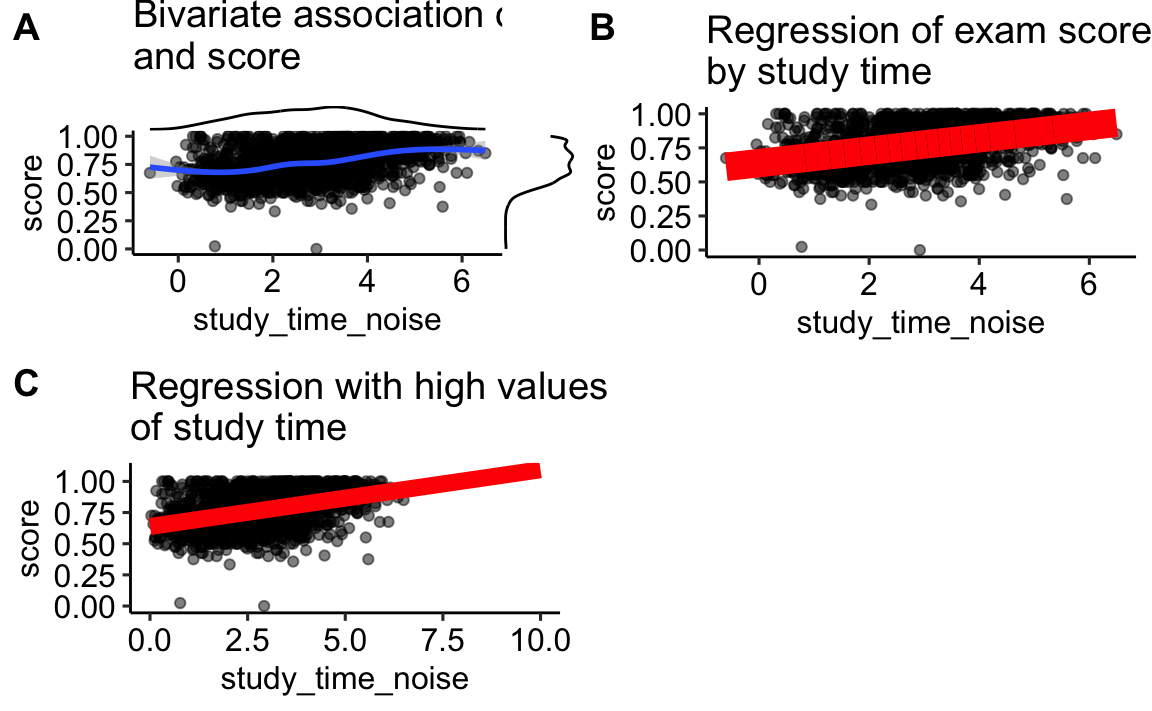 A
Bivariate association
and score
1.00
0.75
0.50
0.25
0.00
score
0
2
4
6
study_time_noise
B
Regression of exam score
by study time
1.00
0.75
0.50
0.25
0.00
score
0
2
4
6
study_time_noise
C
Regression with high values
of study time
1.00
0.75
0.50
0.25
0.00
score
0.0
2.5
5.0
7.5
10.0
study_time_noise